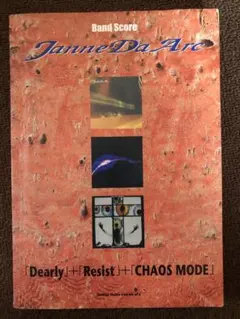 Band Score
Janne Da Arc
「Dearly」+「Resist」+「CHAOS MODE」